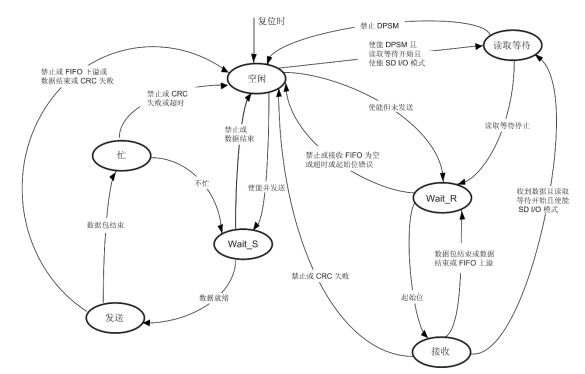 复位时
禁止 DPSM
读取等待
使能 DPSM 且
读取等待开始且
使能 SD I/O 模式
禁止或 FIFO 下溢或
数据结束或 CRC 失败
空闲
禁止或 CRC
失败或超时
使能但未发送
读取等待停止
禁止或
数据结束
忙
禁止或接收 FIFO 为空
或超时或起始位错误
不忙
使能并发送
Wait_R
收到数据且读取
等待开始且使能
SD I/O 模式
数据包结束
Wait_S
数据包结束或数据
结束或 FIFO 上溢
禁止或 CRC 失败
数据就绪
起始位
发送
接收